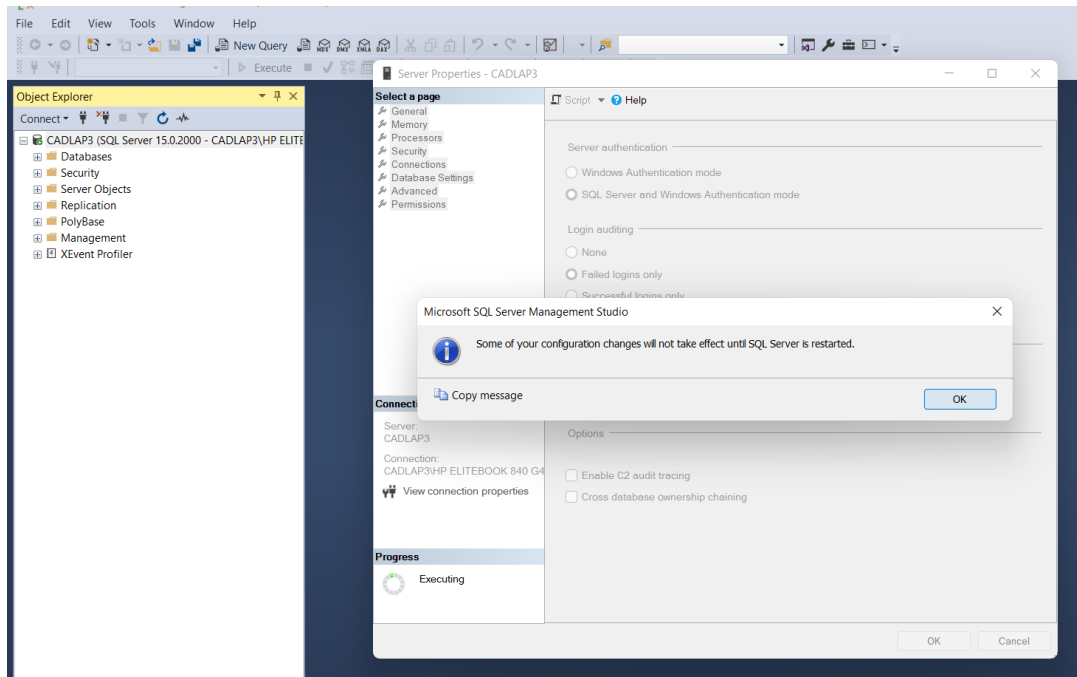 File Edit View Tools Window Help
New Query
MDX DMX XMLA DAX
Execute
Object Explorer
Connect
CADLAP3 (SQL Server 15.0.2000 - CADLAP3\HP ELITE
Databases
Security
Server Objects
Replication
PolyBase
Management
XEvent Profiler
Server Properties - CADLAP3
Select a page
General
Memory
Processors
Security
Connections
Database Settings
Advanced
Permissions
Script Help
Server authentication
Windows Authentication mode
SQL Server and Windows Authentication mode
Login auditing
None
Failed logins only
Successful logins only
Microsoft SQL Server Management Studio
Some of your configuration changes will not take effect until SQL Server is restarted.
Copy message
OK
Connecti
Server:
CADLAP3
Connection:
CADLAP3\HP ELITEBOOK 840 G4
View connection properties
Options
Enable C2 audit tracing
Cross database ownership chaining
Progress
Executing
OK Cancel